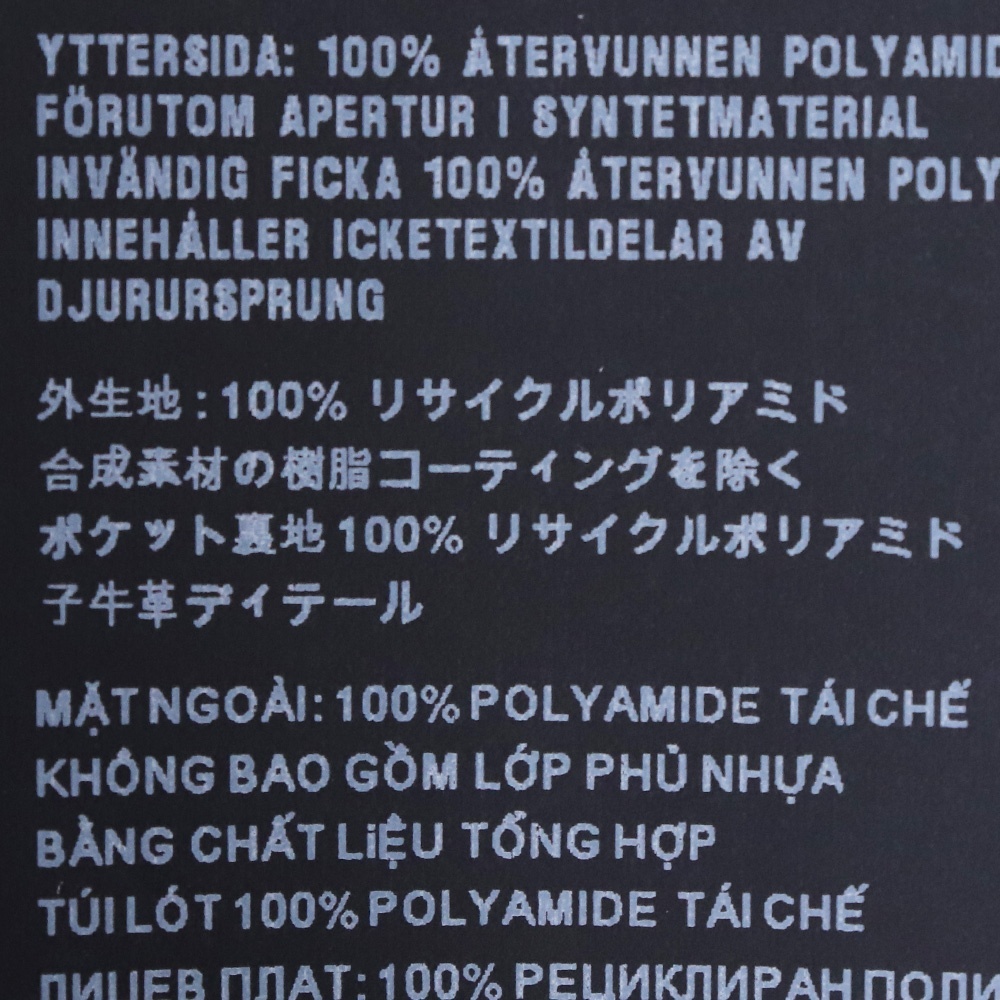 YTTERSIDA: 100% ÅTERVUNNEN POLYAMID
FÖRUTOM APERTUR I SYNTETMATERIAL
INVÄNDIG FICKA 100% ÅTERVUNNEN POLY
INNEHÅLLER ICKETEXTILDELAR AV
DJURURSPRUNG
外生地:100% リサイクルポリアミド
合成素材の樹脂コーティングを除く
ポケット裏地100% リサイクルポリアミド
子牛革ディテール
MẶT NGOÀI: 100% POLYAMIDE TÁI CHẾ
KHÔNG BAO GỒM LỚP PHỦ NHỰA
BẰNG CHẤT LiỆU TỔNG HỢP
TÚI LÓT 100% POLYAMIDE TÁI CHẾ
ЛИЦЕВ ПЛАТ: 100% РЕЦИКЛИРАН ПОЛИ